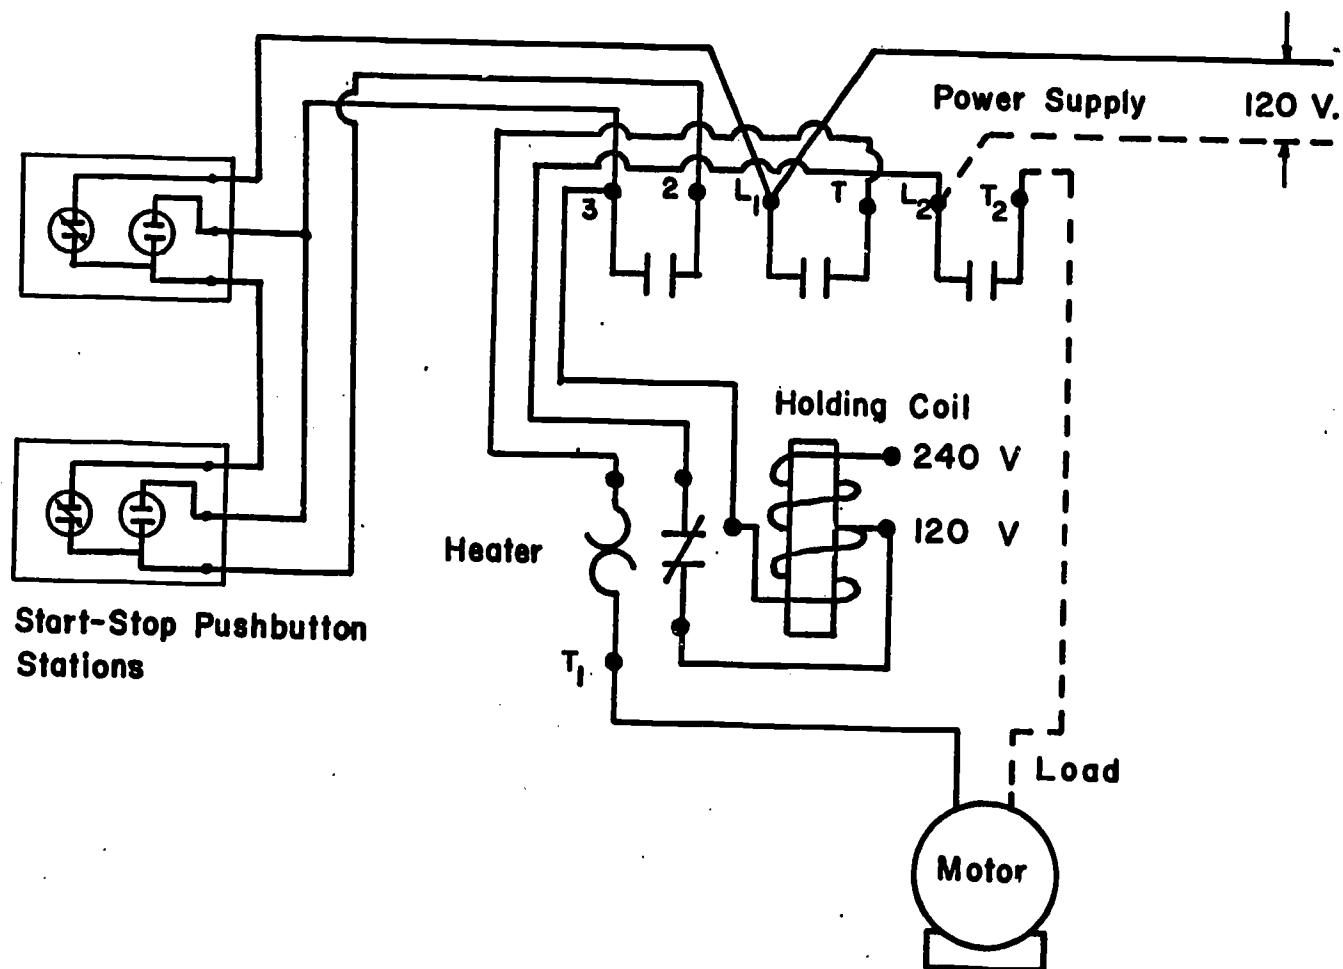 Power Supply
120 V.
3
2
L1
T
L2
T2
Holding Coil
240 V
120 V
Heater
Start-Stop Pushbutton
Stations
T1
Load
Motor